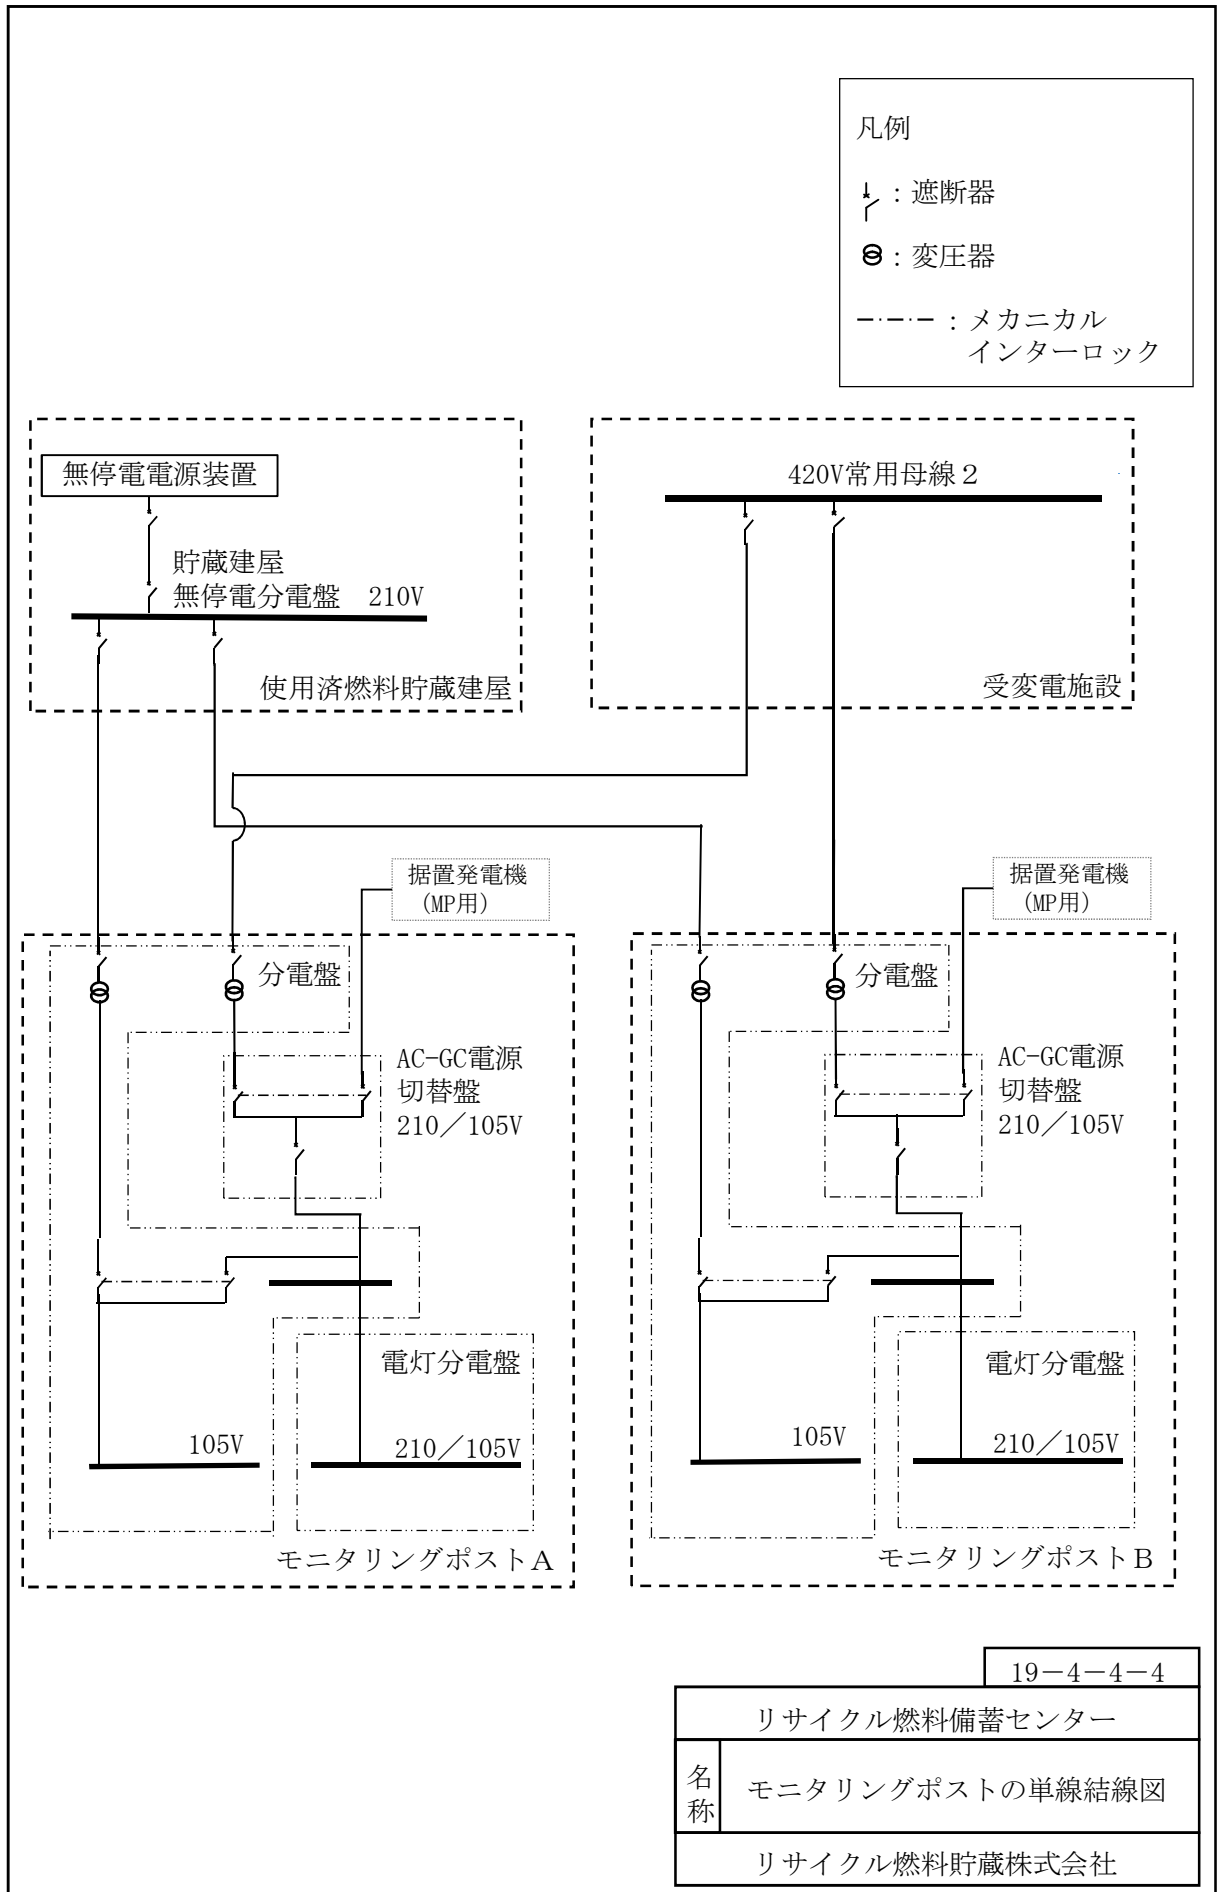 凡例
：遮断器
：変圧器
：メカニカル
インターロック
無停電電源装置
貯蔵建屋
無停電分電盤　210V
使用済燃料貯蔵建屋
420V常用母線２
受変電施設
据置発電機
(MP用)
分電盤
AC-GC電源
切替盤
210／105V
電灯分電盤
105V
210／105V
モニタリングポストＡ
据置発電機
(MP用)
分電盤
AC-GC電源
切替盤
210／105V
電灯分電盤
105V
210／105V
モニタリングポストＢ
19－4－4－4
リサイクル燃料備蓄センター
名称
モニタリングポストの単線結線図
リサイクル燃料貯蔵株式会社